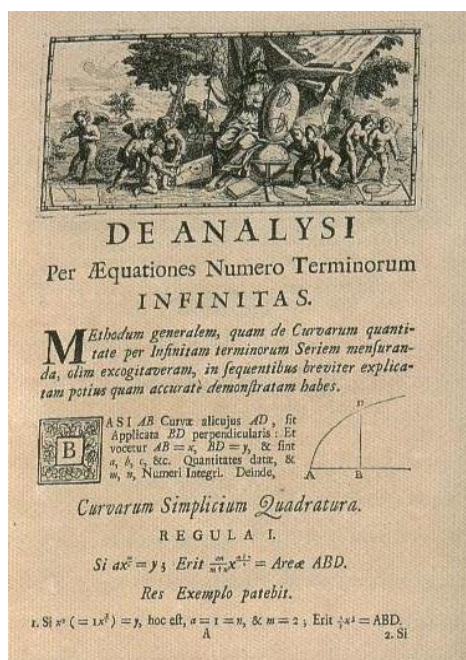 DE ANALYSI
Per Æquationes Numero Terminorum
INFINITAS.
MEthodum generalem, quam de Curvarum quanti-
tate per Infinitam terminorum Seriem menſuran-
da, olim excogitaveram, in ſequentibus breviter explica-
tam potius quam accuratè demonſtratam habes.
BASI AB Curvæ alicujus AD, ſit
Applicata BD perpendicularis: Et
vocetur AB = x, BD = y, & ſint
a, b, c, &c. Quantitates datæ, &
m, n, Numeri Integri. Deinde,
D
A B
Curvarum Simplicium Quadratura.
REGULA I.
Si ax^(m/n) = y; Erit an/(m+n) x^((m+n)/n) = Areæ ABD.
Res Exemplo patebit.
1. Si x² (= 1x^(2/1)) = y, hoc eſt, a = 1 = n, & m = 2; Erit ⅓x³ = ABD.
A 2. Si